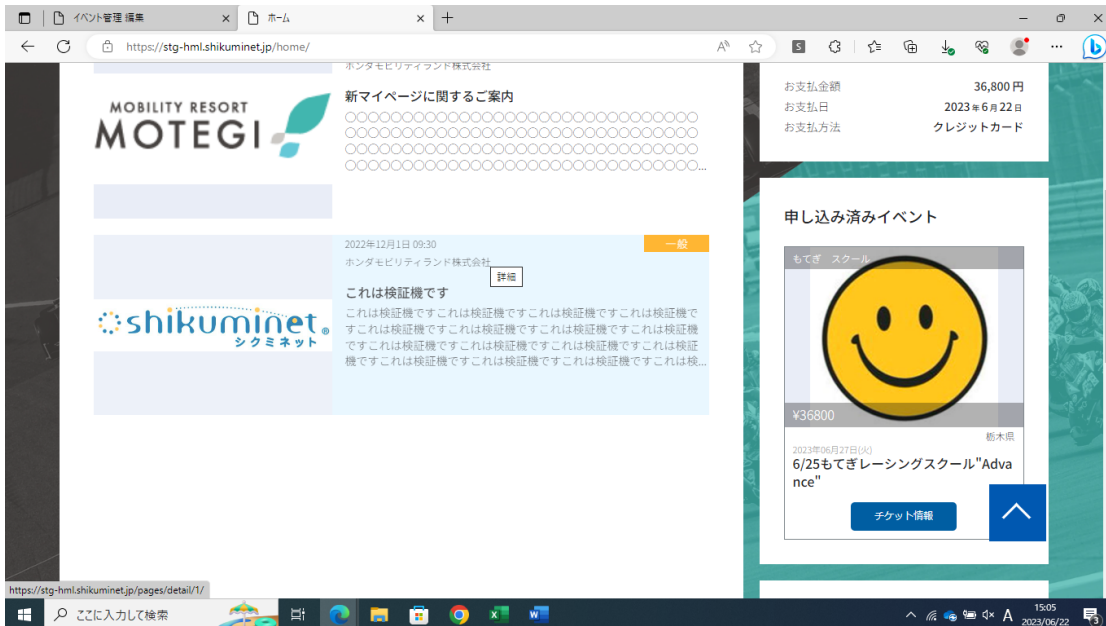 イベント管理 編集
ホーム
https://stg-hml.shikuminet.jp/home/
ホンダモビリティランド株式会社
MOBILITY RESORT
MOTEGI
新マイページに関するご案内
〇〇〇〇〇〇〇〇〇〇〇〇〇〇〇〇〇〇〇〇〇〇〇〇〇〇〇〇〇
〇〇〇〇〇〇〇〇〇〇〇〇〇〇〇〇〇〇〇〇〇〇〇〇〇〇〇〇〇
〇〇〇〇〇〇〇〇〇〇〇〇〇〇〇〇〇〇〇〇〇〇〇〇〇〇〇〇〇
〇〇〇〇〇〇〇〇〇〇〇〇〇〇〇〇〇〇〇〇〇〇〇〇〇〇〇〇〇...
2022年12月1日 09:30
一般
ホンダモビリティランド株式会社
詳細
これは検証機です
これは検証機ですこれは検証機ですこれは検証機ですこれは検証機で
すこれは検証機ですこれは検証機ですこれは検証機ですこれは検証機
ですこれは検証機ですこれは検証機ですこれは検証機ですこれは検証
機ですこれは検証機ですこれは検証機ですこれは検証機ですこれは検...
shikuminet®
シクミネット
お支払金額 36,800 円
お支払日 2023 年 6 月 22 日
お支払方法 クレジットカード
申し込み済みイベント
もてぎ スクール
¥36800
栃木県
2023年06月27日(火)
6/25もてぎレーシングスクール"Adva
nce"
チケット情報
https://stg-hml.shikuminet.jp/pages/detail/1/
ここに入力して検索
A
15:05
2023/06/22
3